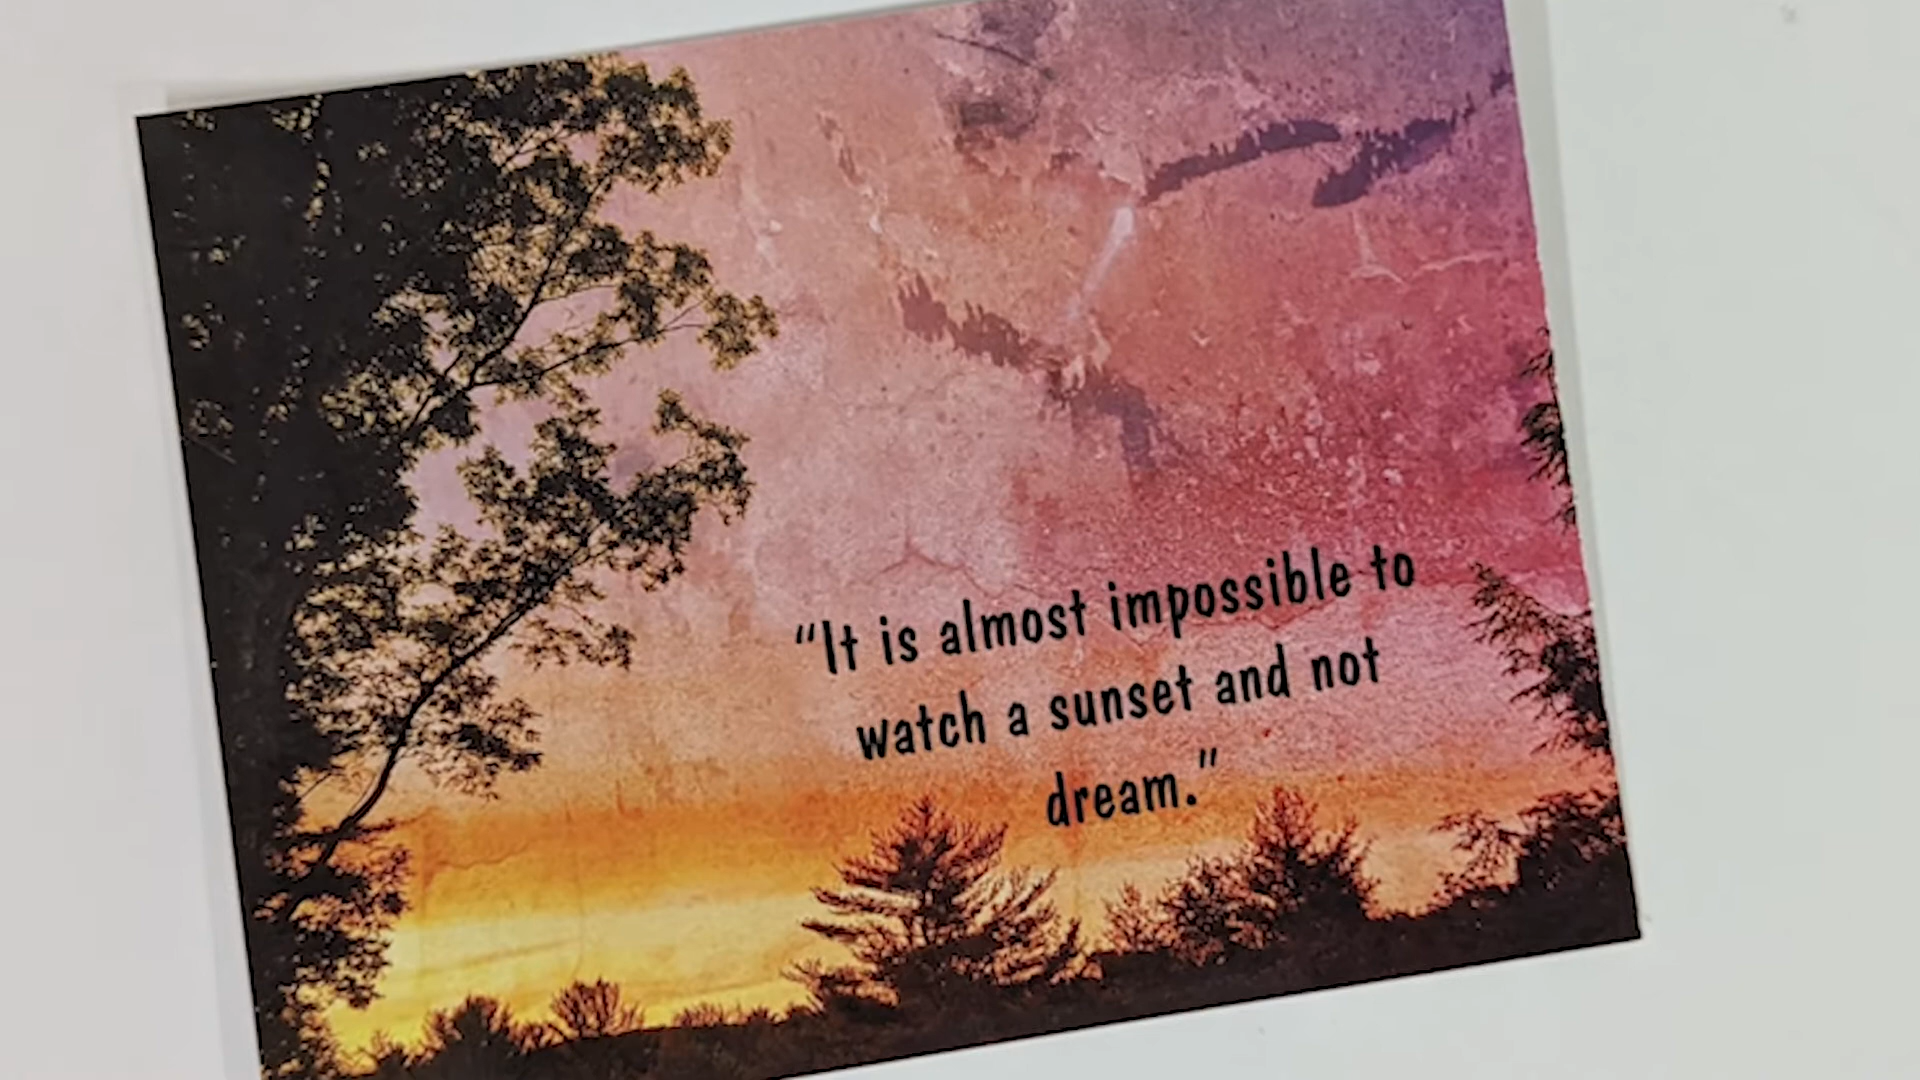 “It is almost impossible to
watch a sunset and not
dream.”